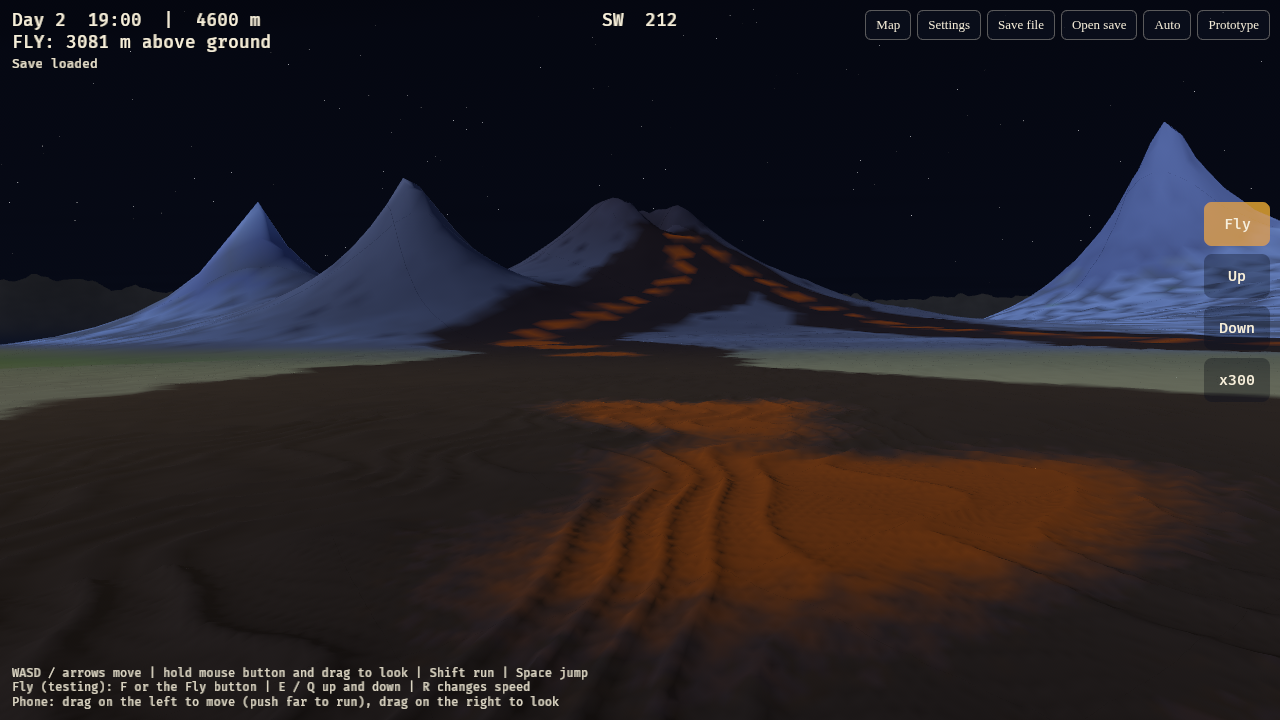 Day 2  19:00  |  4600 m
FLY: 3081 m above ground
Save loaded
SW  212
Map
Settings
Save file
Open save
Auto
Prototype
Fly
Up
Down
x300
WASD / arrows move | hold mouse button and drag to look | Shift run | Space jump
Fly (testing): F or the Fly button | E / Q up and down | R changes speed
Phone: drag on the left to move (push far to run), drag on the right to look